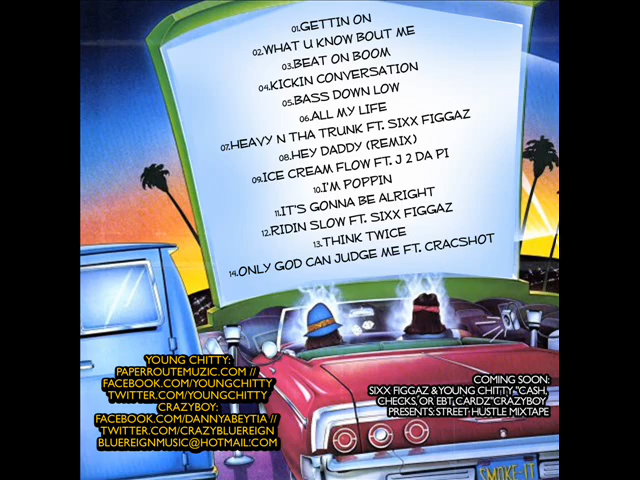 01.GETTIN ON
02.WHAT U KNOW BOUT ME
03.BEAT ON BOOM
04.KICKIN CONVERSATION
05.BASS DOWN LOW
06.ALL MY LIFE
07.HEAVY N THA TRUNK FT. SIXX FIGGAZ
08.HEY DADDY (REMIX)
09.ICE CREAM FLOW FT. J 2 DA PI
10.I'M POPPIN
11.IT'S GONNA BE ALRIGHT
12.RIDIN SLOW FT. SIXX FIGGAZ
13.THINK TWICE
14.ONLY GOD CAN JUDGE ME FT. CRACSHOT
YOUNG CHITTY:
PAPERROUTEMUZIC.COM //
FACEBOOK.COM/YOUNGCHITTY
TWITTER.COM/YOUNGCHITTY
CRAZYBOY:
FACEBOOK.COM/DANNYABEYTIA //
TWITTER.COM/CRAZYBLUEREIGN
BLUEREIGNMUSIC@HOTMAIL.COM
COMING SOON:
SIXX FIGGAZ & YOUNG CHITTY "CASH,
CHECKS, OR EBT CARDZ" CRAZYBOY
PRESENTS: STREET HUSTLE MIXTAPE
SMOKE-IT